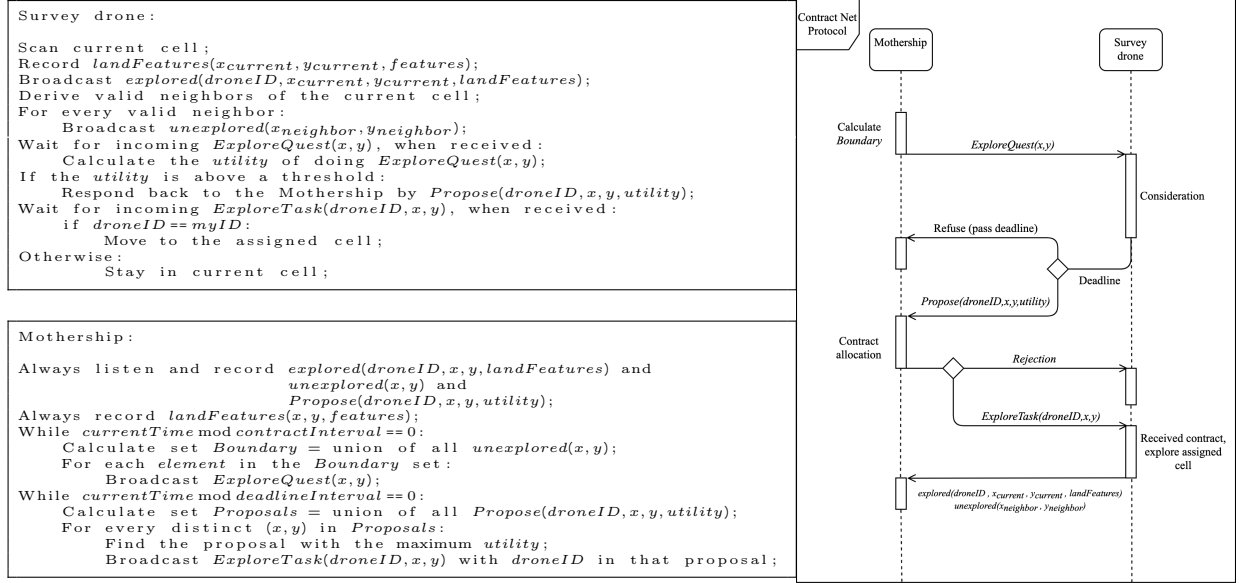 Survey drone:
Scan current cell;
Record landFeatures(xcurrent, ycurrent, features);
Broadcast explored(droneID, xcurrent, ycurrent, landFeatures);
Derive valid neighbors of the current cell;
For every valid neighbor:
Broadcast unexplored(xneighbor, yneighbor);
Wait for incoming ExploreQuest(x, y), when received:
Calculate the utility of doing ExploreQuest(x, y);
If the utility is above a threshold:
Respond back to the Mothership by Propose(droneID, x, y, utility);
Wait for incoming ExploreTask(droneID, x, y), when received:
if droneID == myID:
Move to the assigned cell;
Otherwise:
Stay in current cell;
Mothership:
Always listen and record explored(droneID, x, y, landFeatures) and
unexplored(x, y) and
Propose(droneID, x, y, utility);
Always record landFeatures(x, y, features);
While currentTime mod contractInterval == 0:
Calculate set Boundary = union of all unexplored(x, y);
For each element in the Boundary set:
Broadcast ExploreQuest(x, y);
While currentTime mod deadlineInterval == 0:
Calculate set Proposals = union of all Propose(droneID, x, y, utility);
For every distinct (x, y) in Proposals:
Find the proposal with the maximum utility;
Broadcast ExploreTask(droneID, x, y) with droneID in that proposal;
Contract Net
Protocol
Mothership
Survey
drone
Calculate
Boundary
ExploreQuest(x,y)
Consideration
Refuse (pass deadline)
Deadline
Propose(droneID,x,y,utility)
Contract
allocation
Rejection
ExploreTask(droneID,x,y)
Received contract,
explore assigned
cell
explored(droneID , xcurrent , ycurrent , landFeatures)
unexplored(xneighbor , yneighbor)